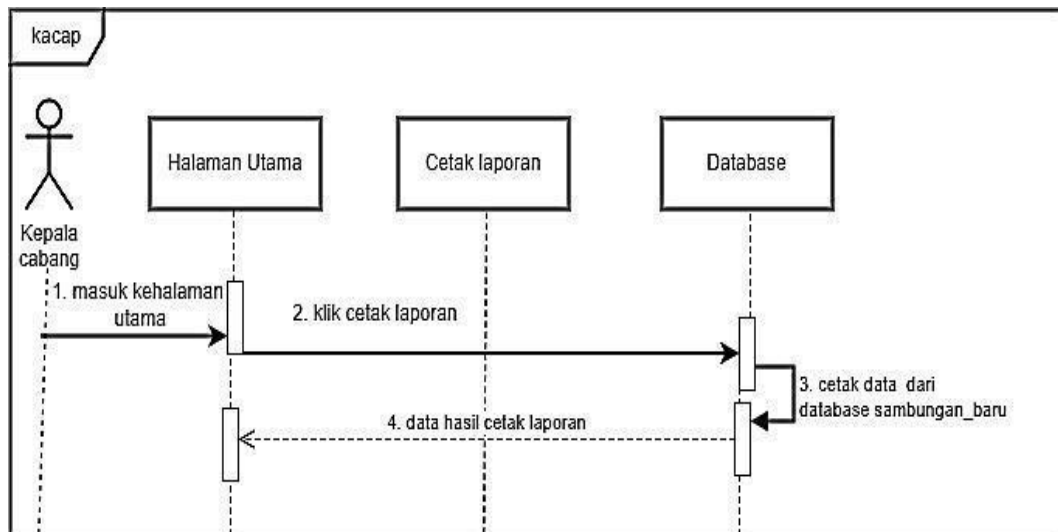 kacap
Halaman Utama
Cetak laporan
Database
Kepala
cabang
1. masuk kehalaman
utama
2. klik cetak laporan
3. cetak data dari
database sambungan_baru
4. data hasil cetak laporan